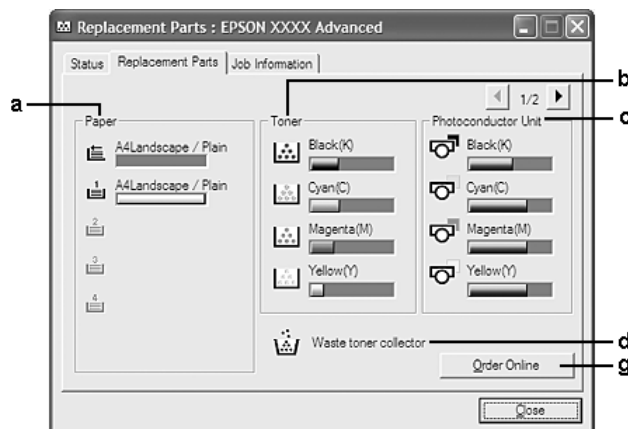 Replacement Parts : EPSON XXXX Advanced
Status Replacement Parts Job Information
1/2
a
b
c
Paper
Toner
Photoconductor Unit
A4Landscape / Plain
1 A4Landscape / Plain
2
3
4
Black(K)
Cyan(C)
Magenta(M)
Yellow(Y)
Black(K)
Cyan(C)
Magenta(M)
Yellow(Y)
Waste toner collector
d
Order Online
g
Close